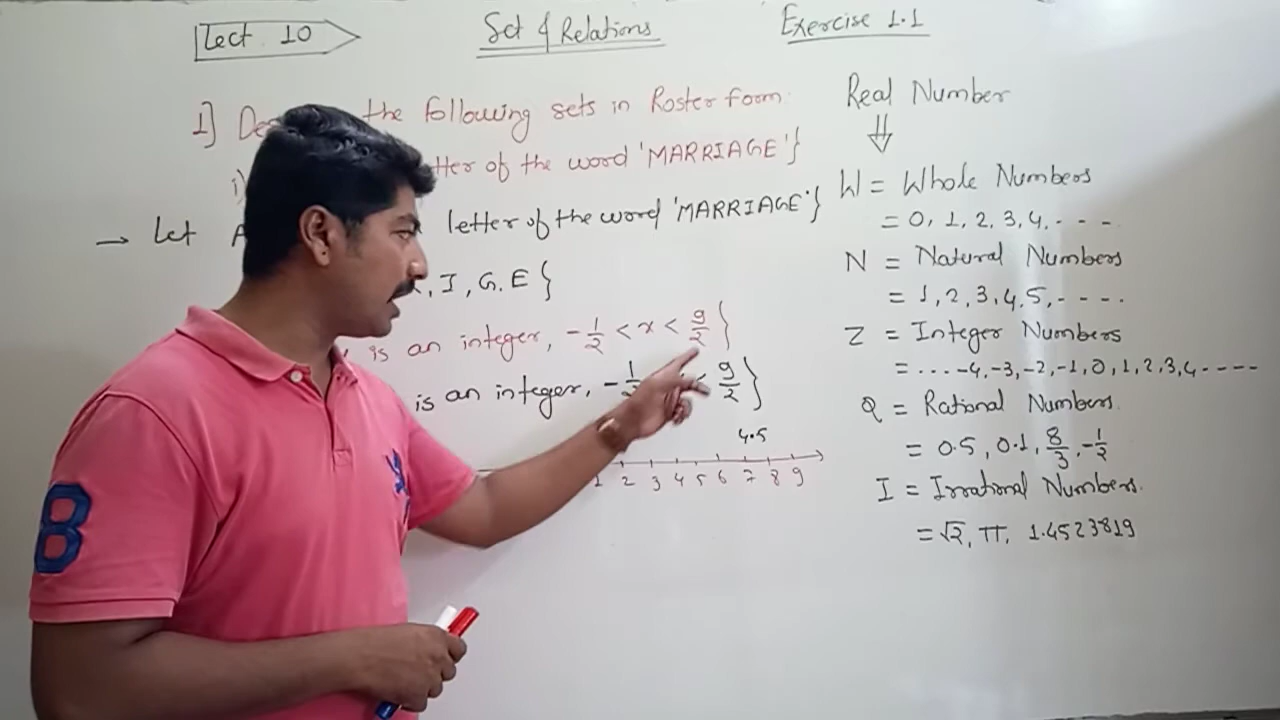 Lect 10
Set & Relations
Exercise 1.1
1] the following sets in Roster form
i) of the word 'MARRIAGE'}
→ Let A letter of the word 'MARRIAGE'}
, I, G, E }
is an integer, -1/2 < x < 9/2 }
is an integer, - 1 < 9/2 }
4.5
1 2 3 4 5 6 7 8 9
Real Number
⇓
W = Whole Numbers
= 0, 1, 2, 3, 4, - - -
N = Natural Numbers
= 1, 2, 3, 4, 5, - - - -
Z = Integer Numbers
= .... -4, -3, -2, -1, 0, 1, 2, 3, 4 - - - -
Q = Rational Numbers.
= 0.5, 0.1, 8/3, -1/2
I = Irrational Numbers.
= √2, π, 1.4523819
B